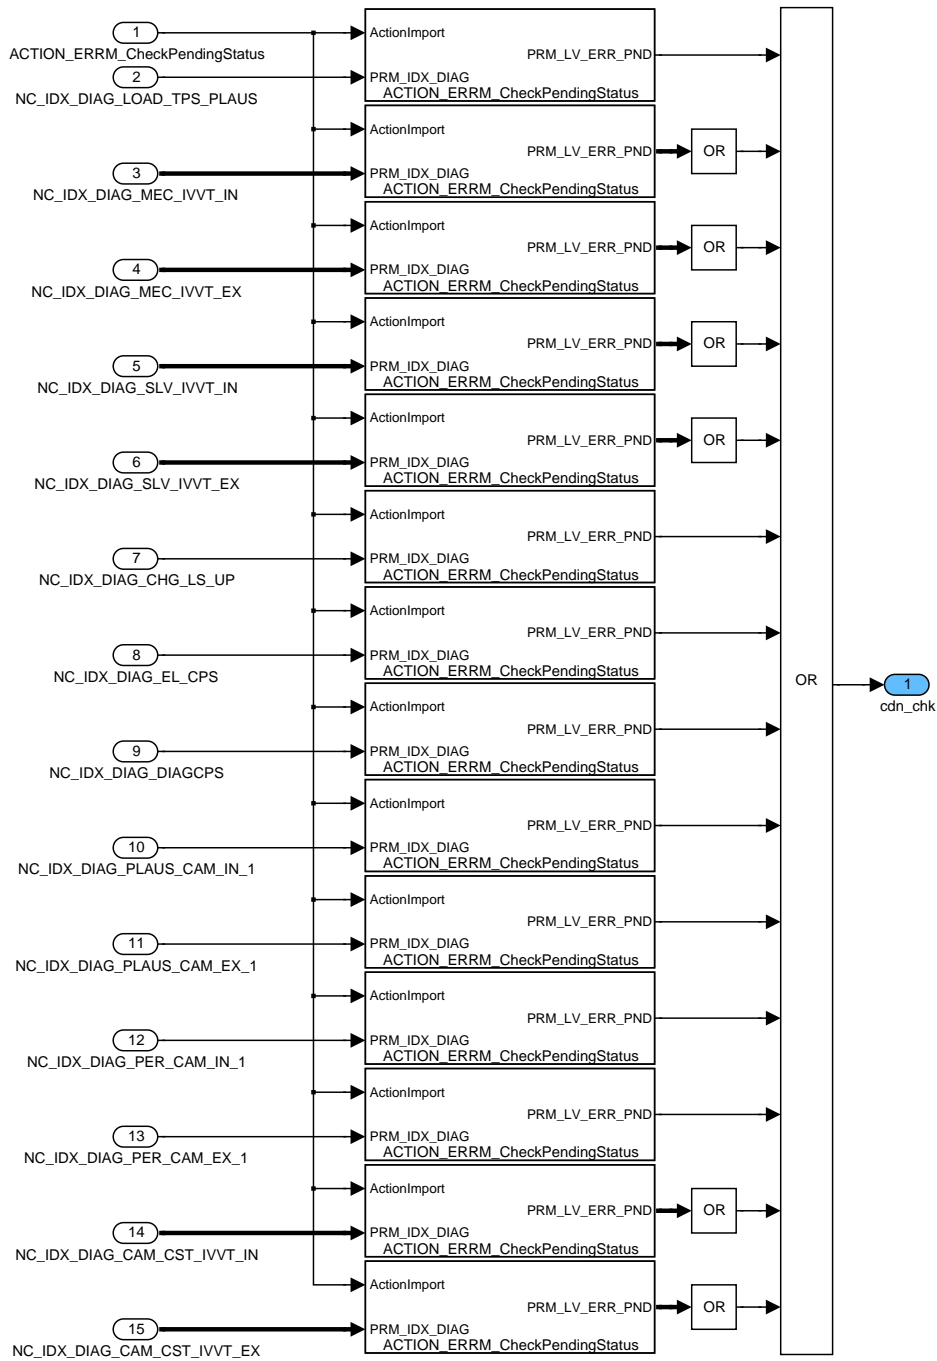 1
ACTION_ERRM_CheckPendingStatus
ActionImport
PRM_LV_ERR_PND
2
NC_IDX_DIAG_LOAD_TPS_PLAUS
PRM_IDX_DIAG
ACTION_ERRM_CheckPendingStatus
ActionImport
PRM_LV_ERR_PND
OR
3
NC_IDX_DIAG_MEC_IVVT_IN
PRM_IDX_DIAG
ACTION_ERRM_CheckPendingStatus
ActionImport
PRM_LV_ERR_PND
OR
4
NC_IDX_DIAG_MEC_IVVT_EX
PRM_IDX_DIAG
ACTION_ERRM_CheckPendingStatus
ActionImport
PRM_LV_ERR_PND
OR
5
NC_IDX_DIAG_SLV_IVVT_IN
PRM_IDX_DIAG
ACTION_ERRM_CheckPendingStatus
ActionImport
PRM_LV_ERR_PND
OR
6
NC_IDX_DIAG_SLV_IVVT_EX
PRM_IDX_DIAG
ACTION_ERRM_CheckPendingStatus
ActionImport
PRM_LV_ERR_PND
7
NC_IDX_DIAG_CHG_LS_UP
PRM_IDX_DIAG
ACTION_ERRM_CheckPendingStatus
ActionImport
PRM_LV_ERR_PND
8
NC_IDX_DIAG_EL_CPS
PRM_IDX_DIAG
ACTION_ERRM_CheckPendingStatus
OR
1
cdn_chk
ActionImport
PRM_LV_ERR_PND
9
NC_IDX_DIAG_DIAGCPS
PRM_IDX_DIAG
ACTION_ERRM_CheckPendingStatus
ActionImport
PRM_LV_ERR_PND
10
NC_IDX_DIAG_PLAUS_CAM_IN_1
PRM_IDX_DIAG
ACTION_ERRM_CheckPendingStatus
ActionImport
PRM_LV_ERR_PND
11
NC_IDX_DIAG_PLAUS_CAM_EX_1
PRM_IDX_DIAG
ACTION_ERRM_CheckPendingStatus
ActionImport
PRM_LV_ERR_PND
12
NC_IDX_DIAG_PER_CAM_IN_1
PRM_IDX_DIAG
ACTION_ERRM_CheckPendingStatus
ActionImport
PRM_LV_ERR_PND
13
NC_IDX_DIAG_PER_CAM_EX_1
PRM_IDX_DIAG
ACTION_ERRM_CheckPendingStatus
ActionImport
PRM_LV_ERR_PND
OR
14
NC_IDX_DIAG_CAM_CST_IVVT_IN
PRM_IDX_DIAG
ACTION_ERRM_CheckPendingStatus
ActionImport
PRM_LV_ERR_PND
OR
15
NC_IDX_DIAG_CAM_CST_IVVT_EX
PRM_IDX_DIAG
ACTION_ERRM_CheckPendingStatus